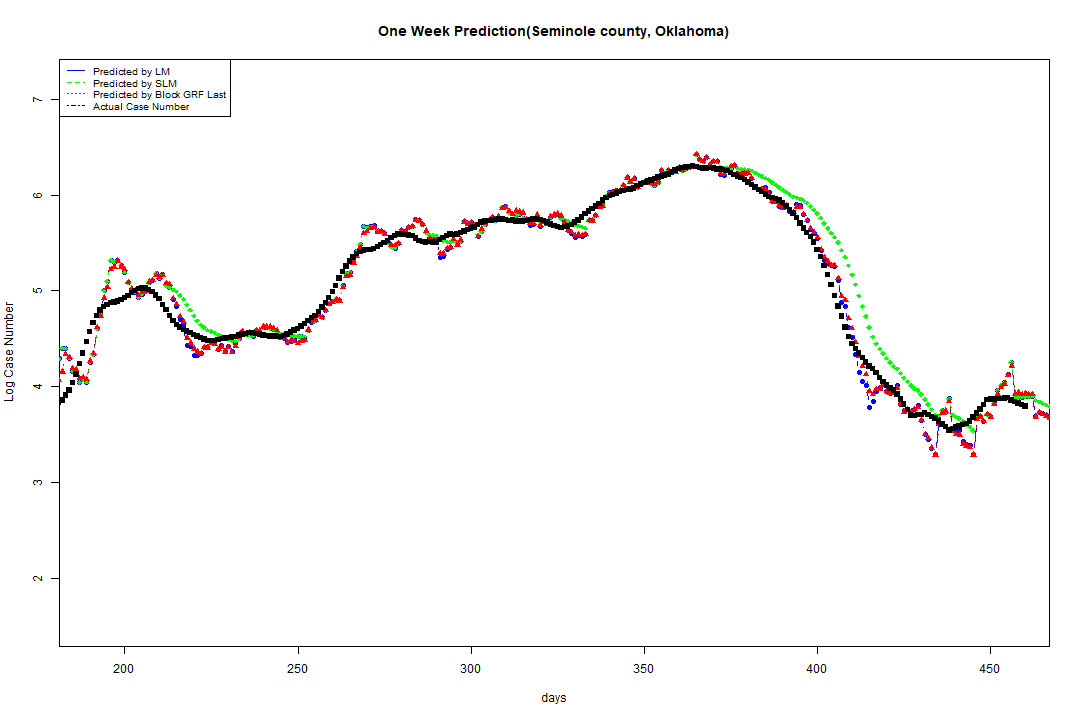 One Week Prediction(Seminole county, Oklahoma)
Predicted by LM
Predicted by SLM
Predicted by Block GRF Last
Actual Case Number
7
6
5
4
3
2
Log Case Number
200 250 300 350 400 450
days